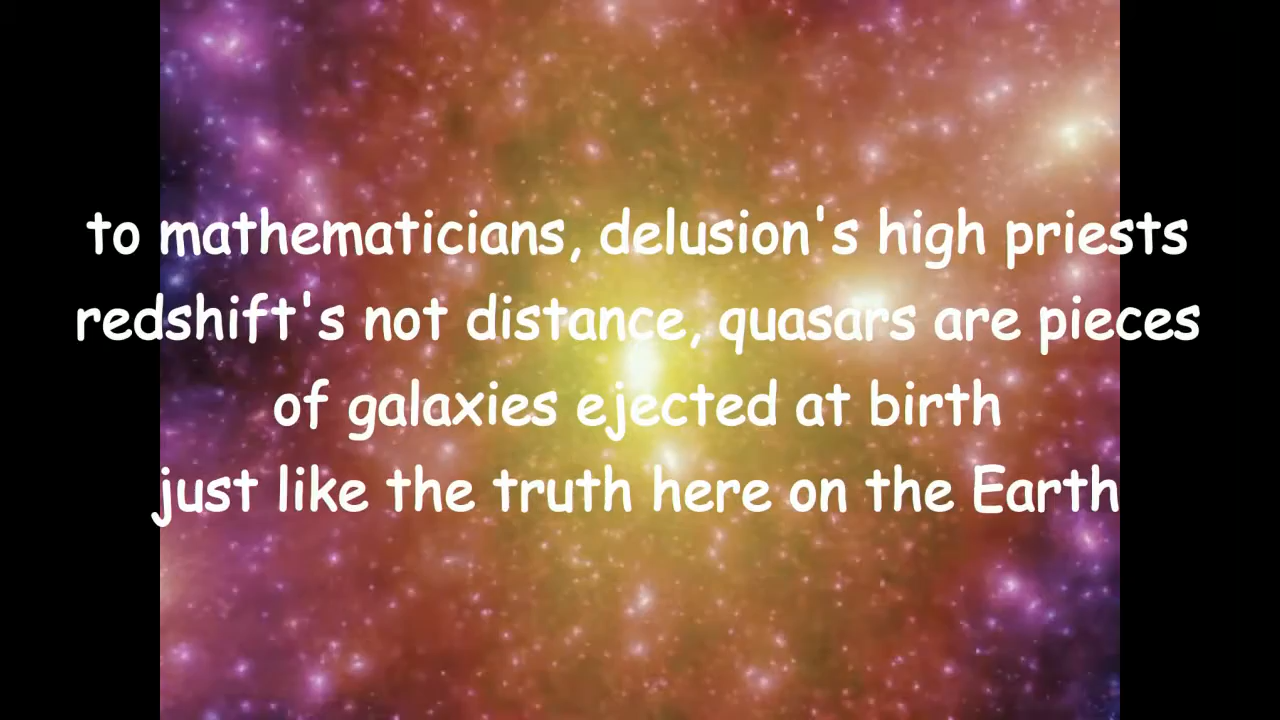 to mathematicians, delusion's high priests
redshift's not distance, quasars are pieces
of galaxies ejected at birth
just like the truth here on the Earth